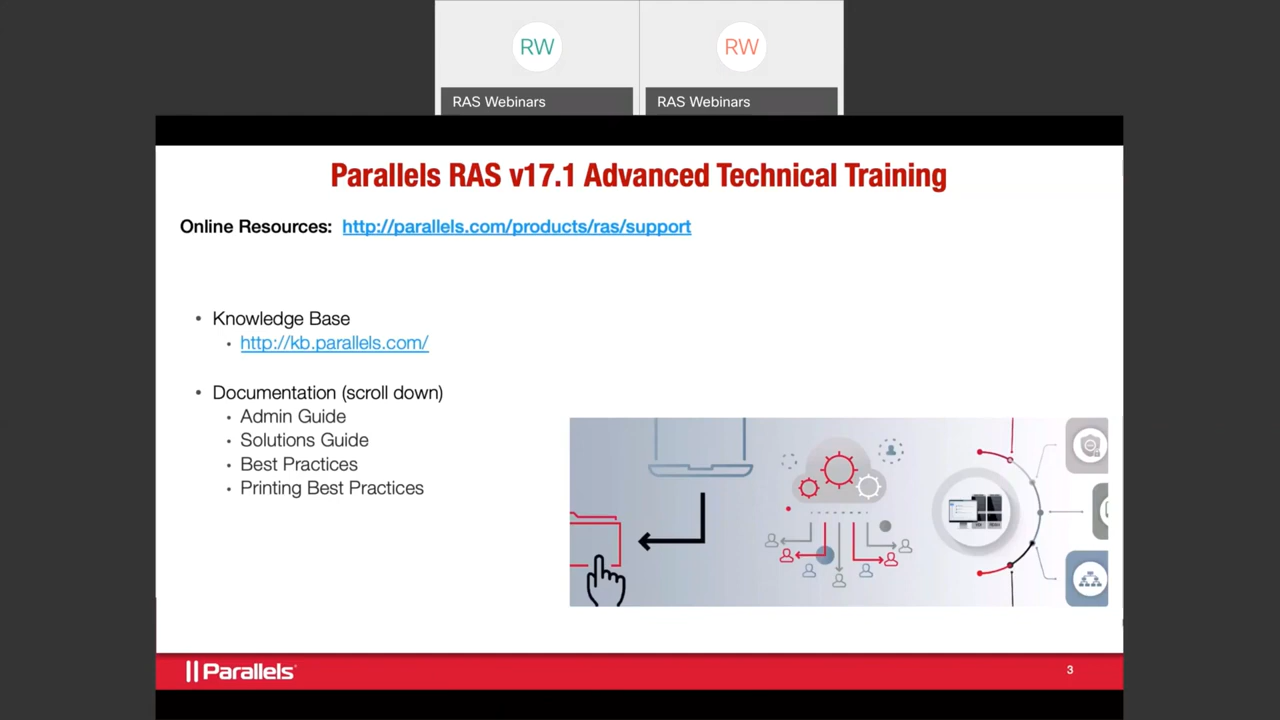 RW
RW
RAS Webinars
RAS Webinars
Parallels RAS v17.1 Advanced Technical Training
Online Resources: http://parallels.com/products/ras/support
• Knowledge Base
• http://kb.parallels.com/
• Documentation (scroll down)
• Admin Guide
• Solutions Guide
• Best Practices
• Printing Best Practices
Parallels
3